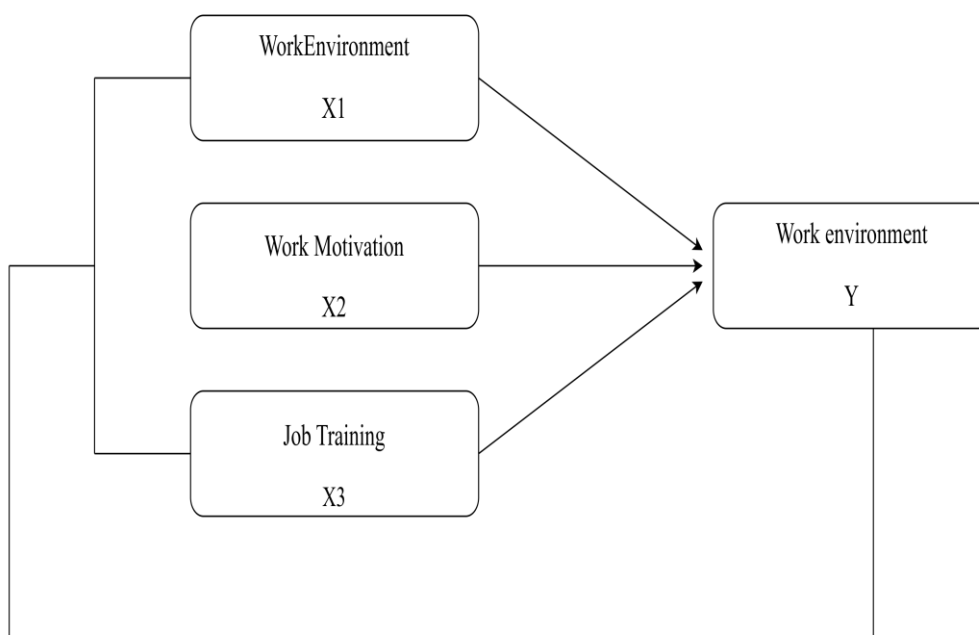 WorkEnvironment
X1
Work Motivation
X2
Work environment
Y
Job Training
X3